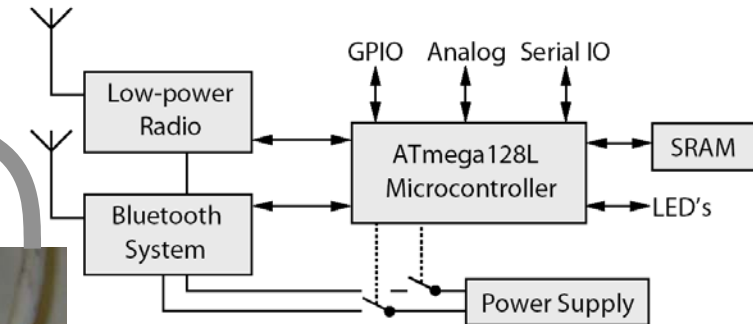 GPIO Analog Serial IO
Low-power
Radio
ATmega128L
Microcontroller
SRAM
Bluetooth
System
LED's
Power Supply